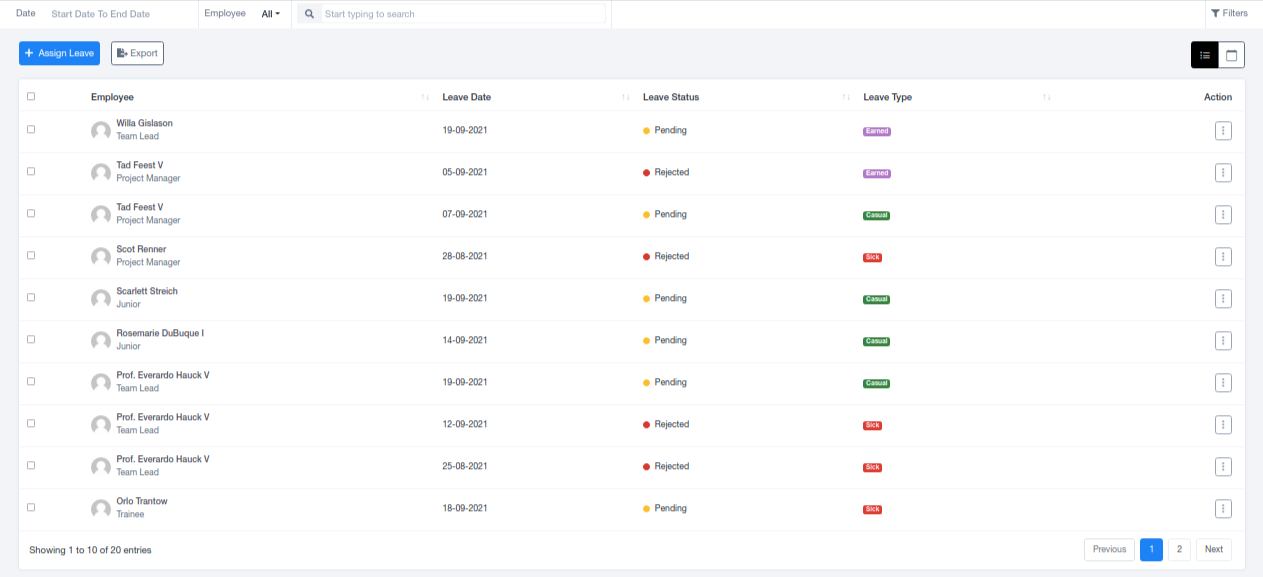 Date Start Date To End Date Employee All Start typing to search Filters
+ Assign Leave Export
Employee Leave Date Leave Status Leave Type Action
Willa Gislason
Team Lead
19-09-2021 Pending Earned
Tad Feest V
Project Manager
05-09-2021 Rejected Earned
Tad Feest V
Project Manager
07-09-2021 Pending Casual
Scot Renner
Project Manager
28-08-2021 Rejected Sick
Scarlett Streich
Junior
19-09-2021 Pending Casual
Rosemarie DuBuque I
Junior
14-09-2021 Pending Casual
Prof. Everardo Hauck V
Team Lead
19-09-2021 Pending Casual
Prof. Everardo Hauck V
Team Lead
12-09-2021 Rejected Sick
Prof. Everardo Hauck V
Team Lead
25-08-2021 Rejected Sick
Orlo Trantow
Trainee
18-09-2021 Pending Sick
Showing 1 to 10 of 20 entries Previous 1 2 Next